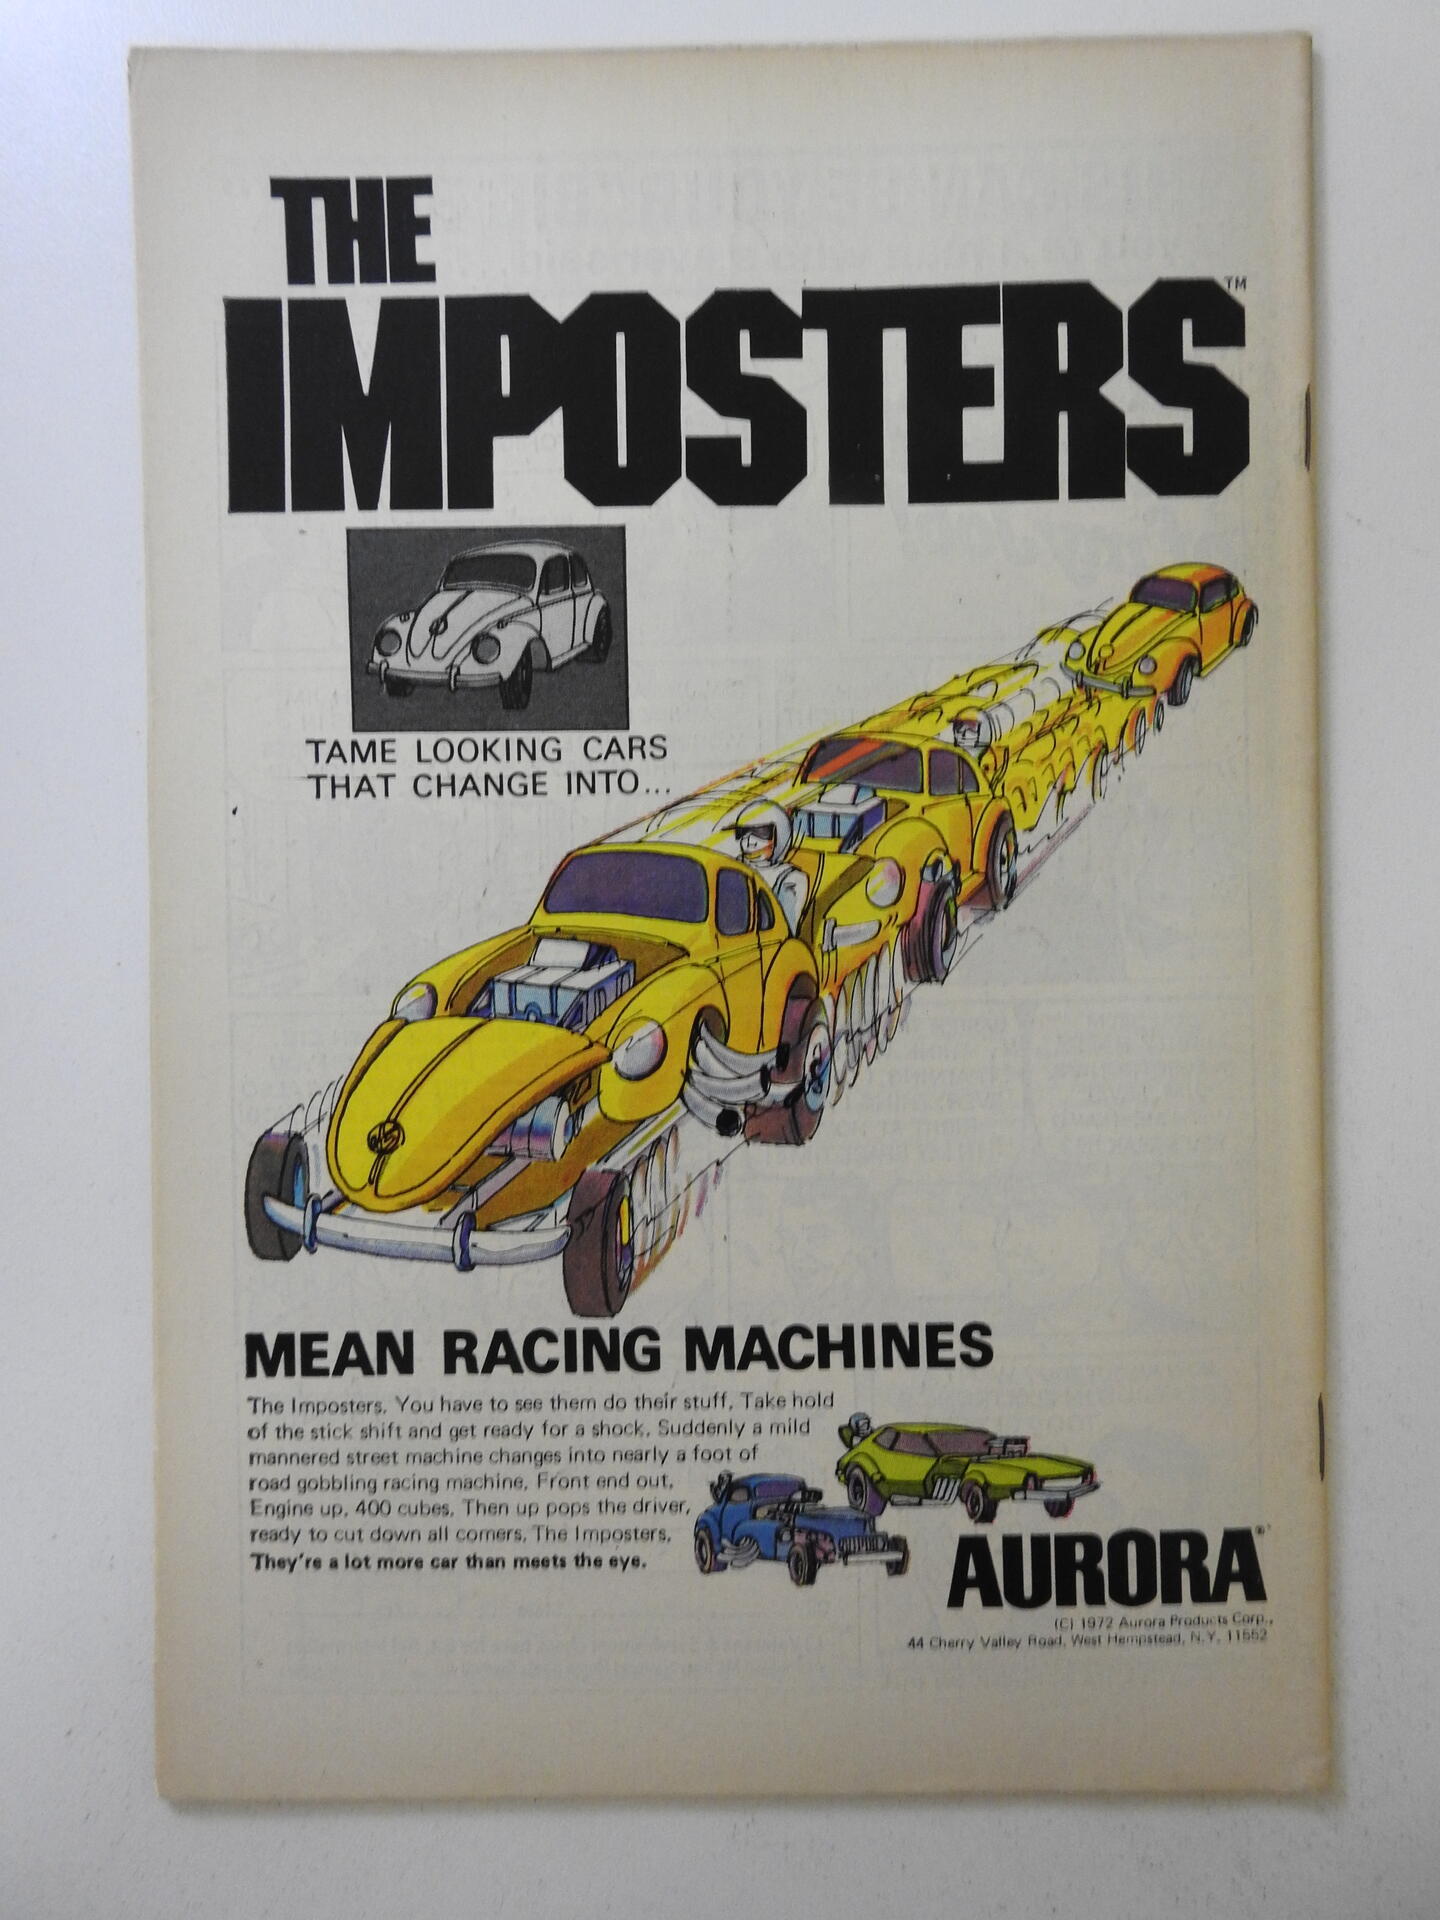 THE
IMPOSTERS™
TAME LOOKING CARS
THAT CHANGE INTO...
MEAN RACING MACHINES
The Imposters. You have to see them do their stuff. Take hold
of the stick shift and get ready for a shock. Suddenly a mild
mannered street machine changes into nearly a foot of
road gobbling racing machine. Front end out.
Engine up. 400 cubes. Then up pops the driver,
ready to cut down all comers. The Imposters.
They're a lot more car than meets the eye.
AURORA®
(C) 1972 Aurora Products Corp.,
44 Cherry Valley Road, West Hempstead, N.Y. 11552